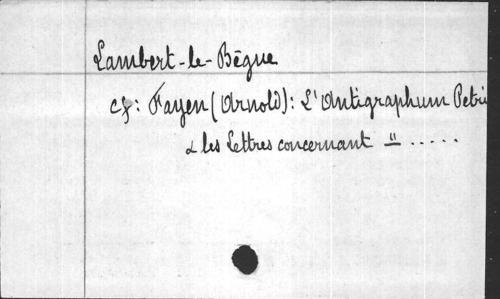 Lambert-le-Bègue
cf: Fayen (Arnold): L'Antigraphum Petri
& les Lettres concernant " .....